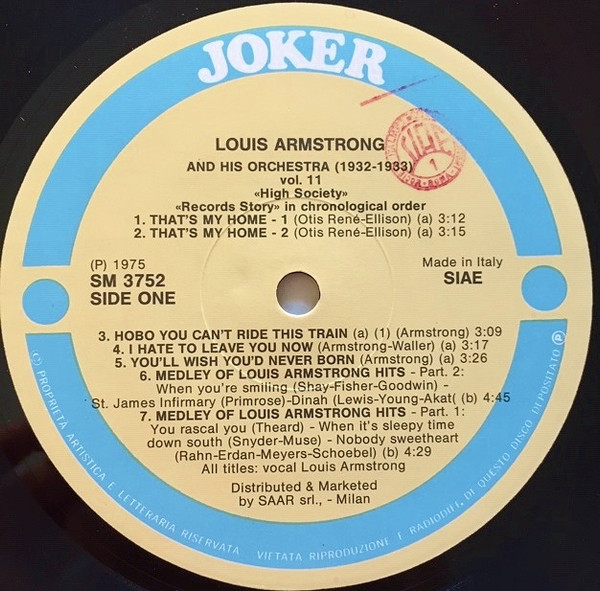 JOKER
LOUIS ARMSTRONG
AND HIS ORCHESTRA (1932-1933)
vol. 11
«High Society»
«Records Story» in chronological order
1. THAT'S MY HOME - 1 (Otis René-Ellison) (a) 3:12
2. THAT'S MY HOME - 2 (Otis René-Ellison) (a) 3:15
(P) 1975
SM 3752
SIDE ONE
Made in Italy
SIAE
3. HOBO YOU CAN'T RIDE THIS TRAIN (a) (1) (Armstrong) 3:09
4. I HATE TO LEAVE YOU NOW (Armstrong-Waller) (a) 3:17
5. YOU'LL WISH YOU'D NEVER BORN (Armstrong) (a) 3:26
6. MEDLEY OF LOUIS ARMSTRONG HITS - Part. 2:
When you're smiling (Shay-Fisher-Goodwin) -
St. James Infirmary (Primrose)-Dinah (Lewis-Young-Akat( (b) 4:45
7. MEDLEY OF LOUIS ARMSTRONG HITS - Part. 1:
You rascal you (Theard) - When it's sleepy time
down south (Snyder-Muse) - Nobody sweetheart
(Rahn-Erdan-Meyers-Schoebel) (b) 4:29
All titles: vocal Louis Armstrong
Distributed & Marketed
by SAAR srl., - Milan
(C) PROPRIETÀ ARTISTICA E LETTERARIA RISERVATA VIETATA RIPRODUZIONE E RADIODIF. DI QUESTO DISCO DEPOSITATO (P)
SIAE
1